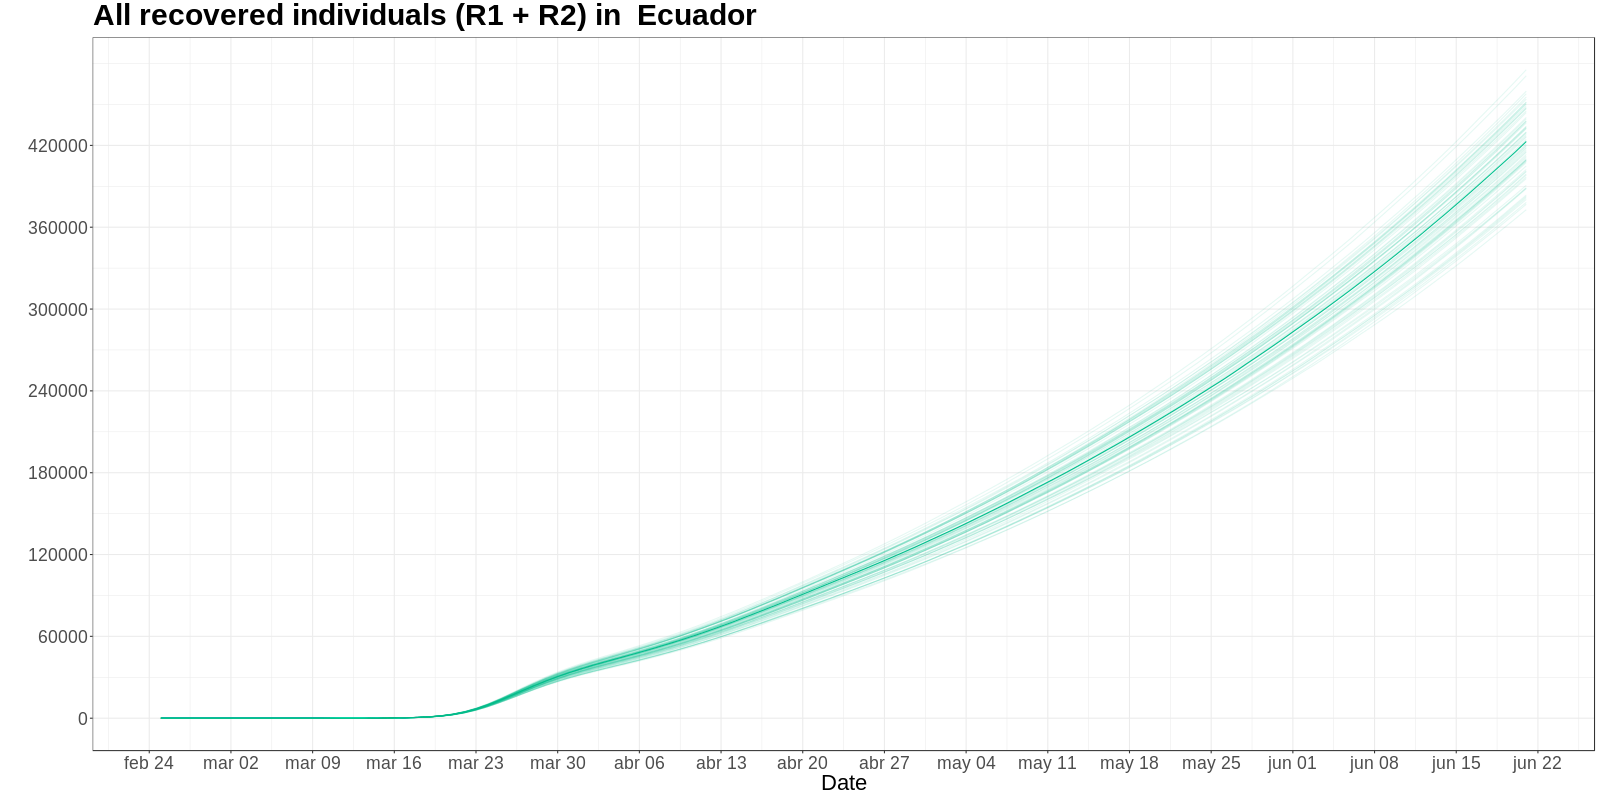 All recovered individuals (R1 + R2) in  Ecuador
420000
360000
300000
240000
180000
120000
60000
0
feb 24 mar 02 mar 09 mar 16 mar 23 mar 30 abr 06 abr 13 abr 20 abr 27 may 04 may 11 may 18 may 25 jun 01 jun 08 jun 15 jun 22
Date